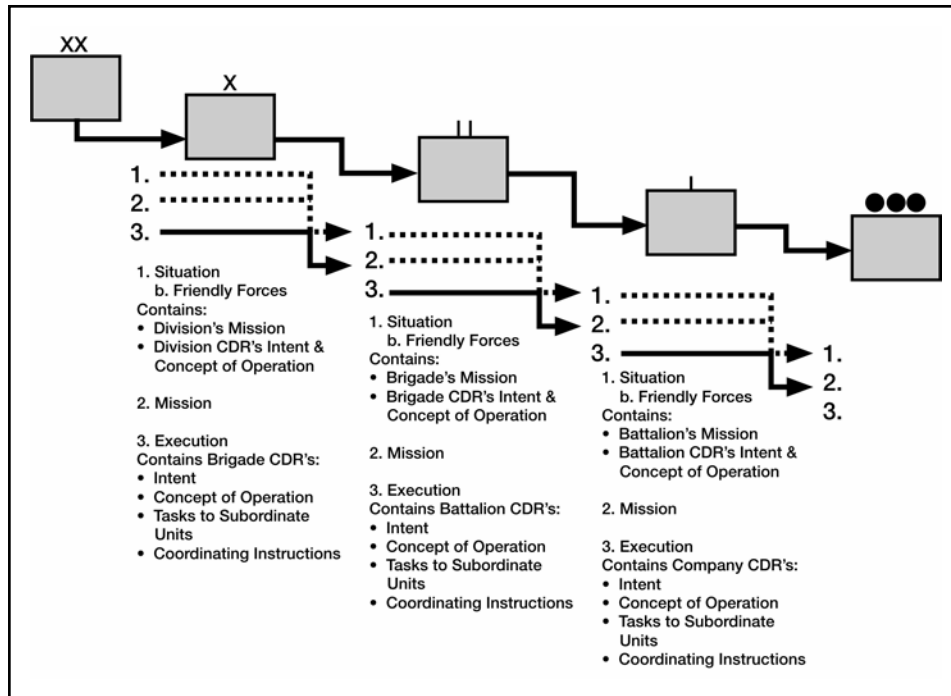 XX
X
II
I
1.
2.
3.
1. Situation
b. Friendly Forces
Contains:
• Division's Mission
• Division CDR's Intent &
Concept of Operation
2. Mission
3. Execution
Contains Brigade CDR's:
• Intent
• Concept of Operation
• Tasks to Subordinate
Units
• Coordinating Instructions
1.
2.
3.
1. Situation
b. Friendly Forces
Contains:
• Brigade's Mission
• Brigade CDR's Intent &
Concept of Operation
2. Mission
3. Execution
Contains Battalion CDR's:
• Intent
• Concept of Operation
• Tasks to Subordinate
Units
• Coordinating Instructions
1.
2.
3.
1. Situation
b. Friendly Forces
Contains:
• Battalion's Mission
• Battalion CDR's Intent &
Concept of Operation
2. Mission
3. Execution
Contains Company CDR's:
• Intent
• Concept of Operation
• Tasks to Subordinate
Units
• Coordinating Instructions
1.
2.
3.